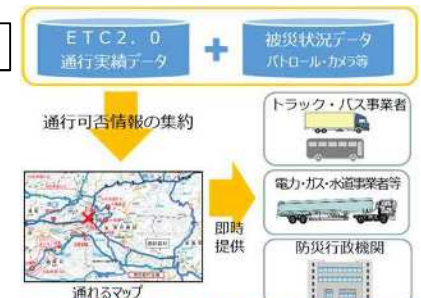 ETC2.0
通行実績データ
+
被災状況データ
パトロール・カメラ等
通行可否情報の集約
トラック・バス事業者
電力・ガス・水道事業者等
即時
提供
防災行政機関
通れるマップ